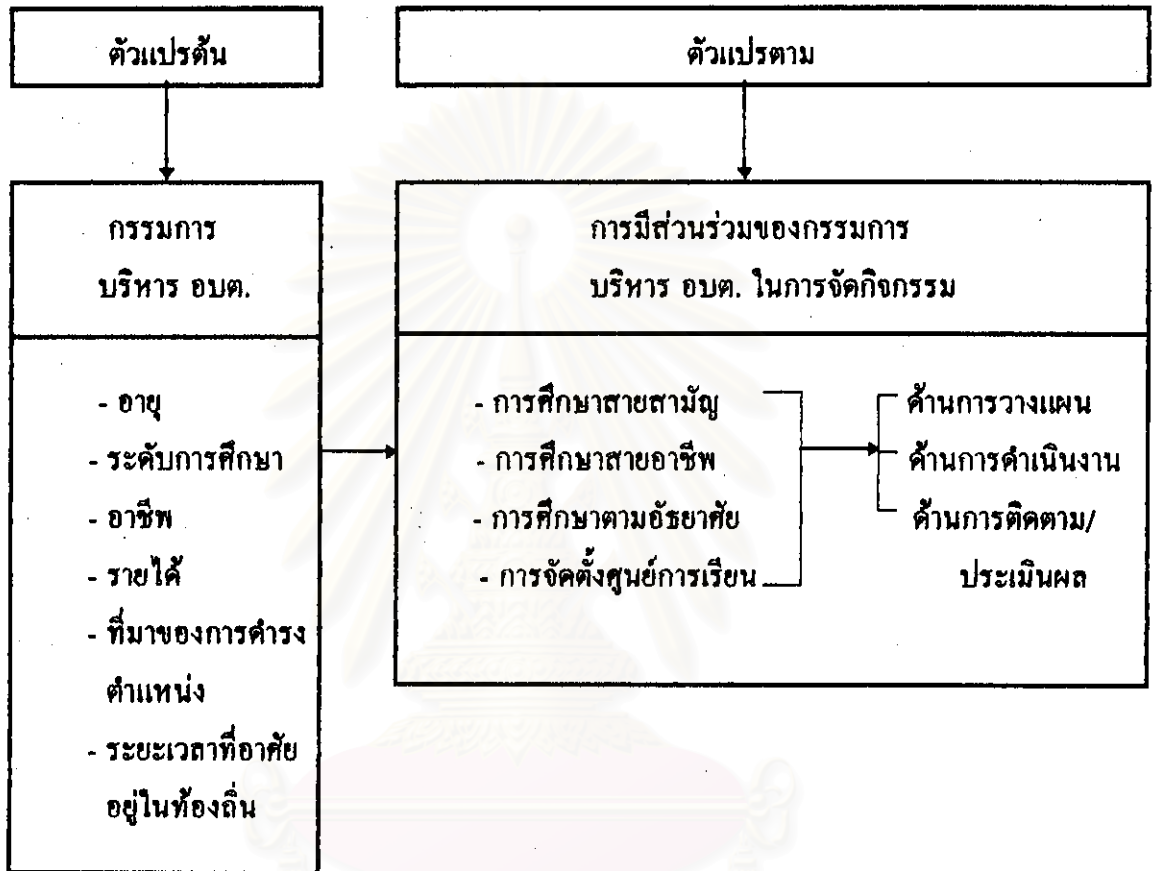 ตัวแปรต้น
ตัวแปรตาม
กรรมการ
บริหาร อบต.
การมีส่วนร่วมของกรรมการ
บริหาร อบต. ในการจัดกิจกรรม
- อายุ
- ระดับการศึกษา
- อาชีพ
- รายได้
- ที่มาของการดำรง
ตำแหน่ง
- ระยะเวลาที่อาศัย
อยู่ในท้องถิ่น
- การศึกษาสายสามัญ
- การศึกษาสายอาชีพ
- การศึกษาตามอัธยาศัย
- การจัดตั้งศูนย์การเรียน
ด้านการวางแผน
ด้านการดำเนินงาน
ด้านการติดตาม/
ประเมินผล